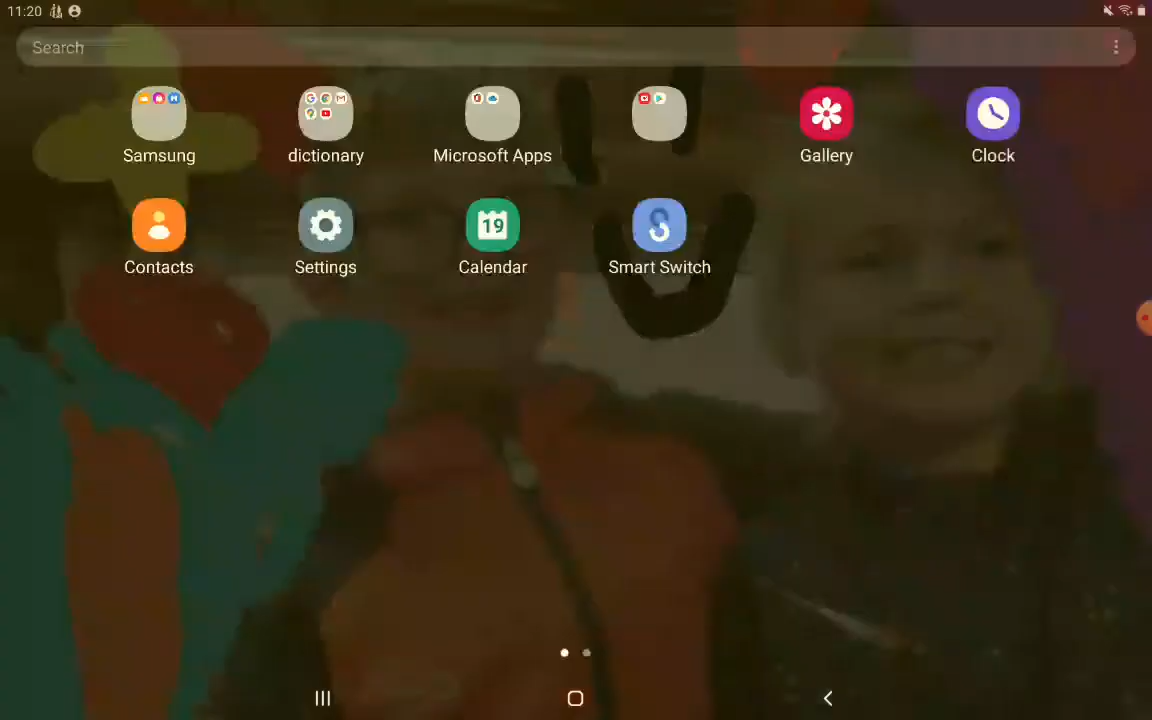 11:20
Search
Samsung
dictionary
Microsoft Apps
Gallery
Clock
Contacts
Settings
19
Calendar
Smart Switch